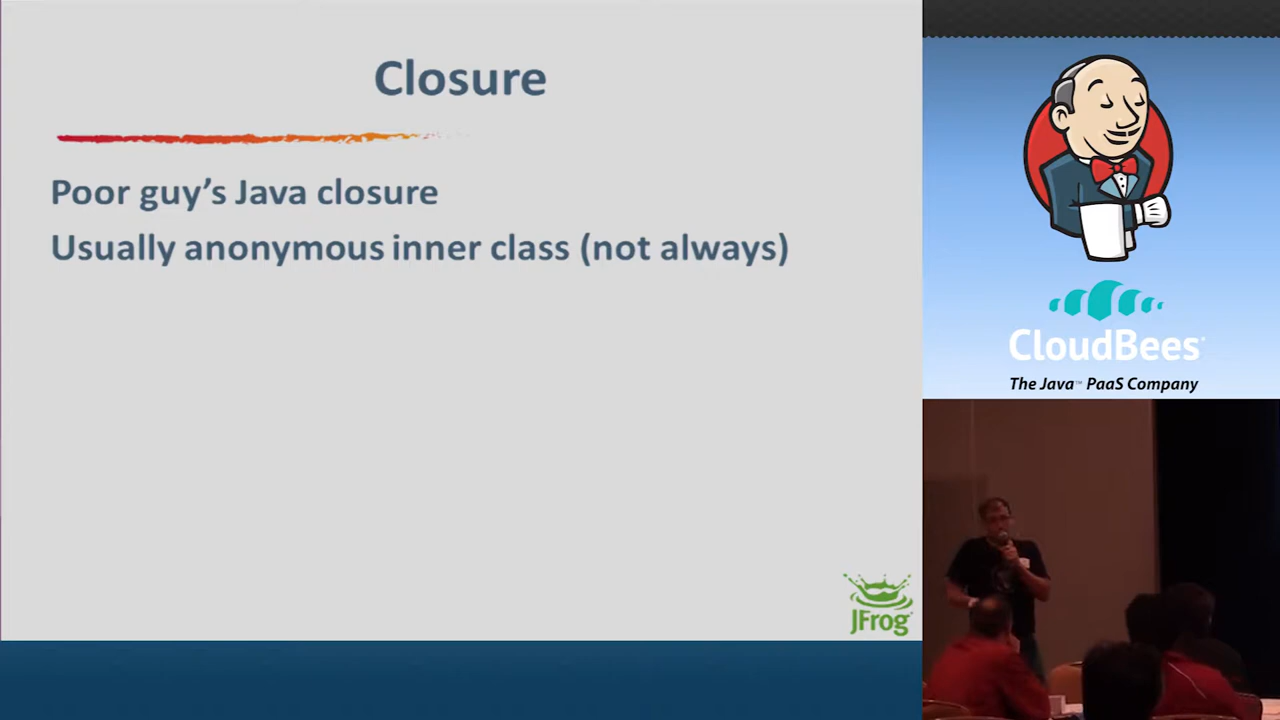 Closure
Poor guy's Java closure
Usually anonymous inner class (not always)
JFrog
CloudBees
The Java™ PaaS Company